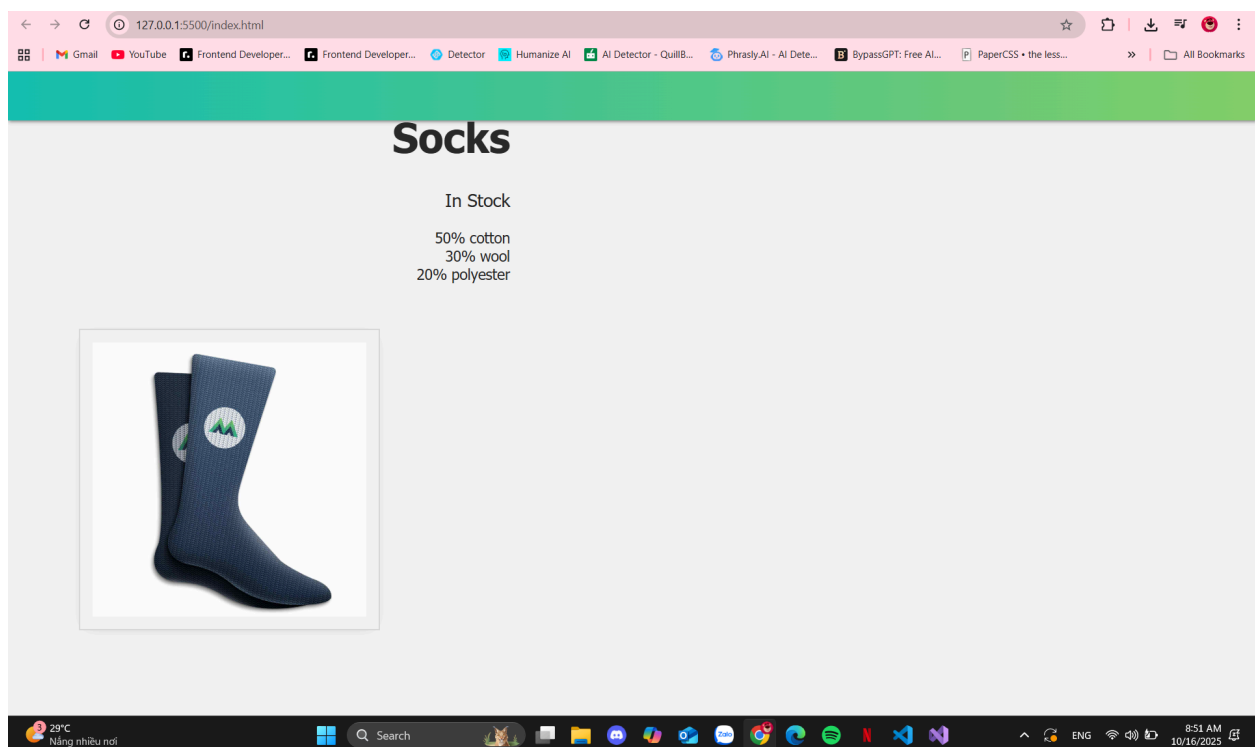 127.0.0.1:5500/index.html
Gmail
YouTube
Frontend Developer...
Frontend Developer...
Detector
Humanize AI
AI Detector - QuillB...
Phrasly.AI - AI Dete...
BypassGPT: Free AI...
PaperCSS • the less...
»
All Bookmarks
Socks
In Stock
50% cotton
30% wool
20% polyester
3
29°C
Nắng nhiều nơi
Search
Zalo
ENG
8:51 AM
10/16/2025